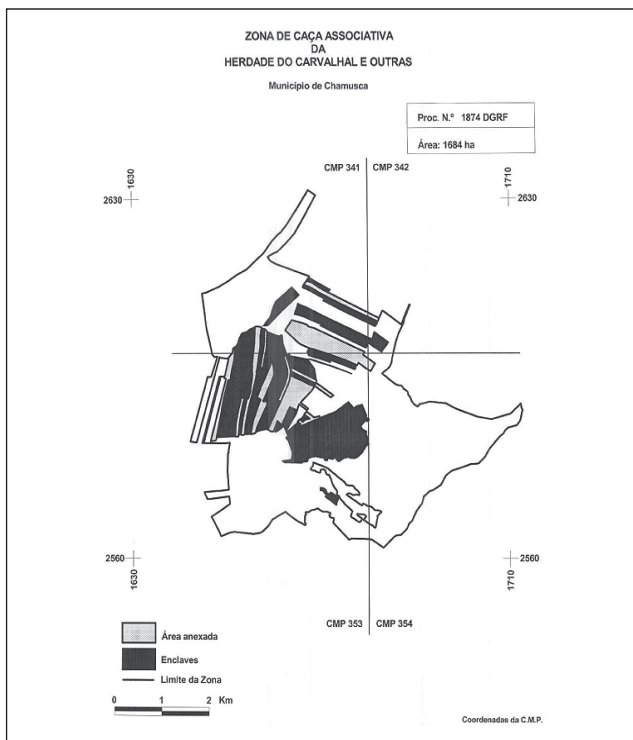 ZONA DE CAÇA ASSOCIATIVA
DA
HERDADE DO CARVALHAL E OUTRAS
Município de Chamusca
Proc. N.º 1874 DGRF
Área: 1684 ha
CMP 341 CMP 342
1630 1710
2630 2630
2560 2560
1630 1710
CMP 353 CMP 354
Área anexada
Enclaves
Limite da Zona
0 1 2 Km
Coordenadas da C.M.P.